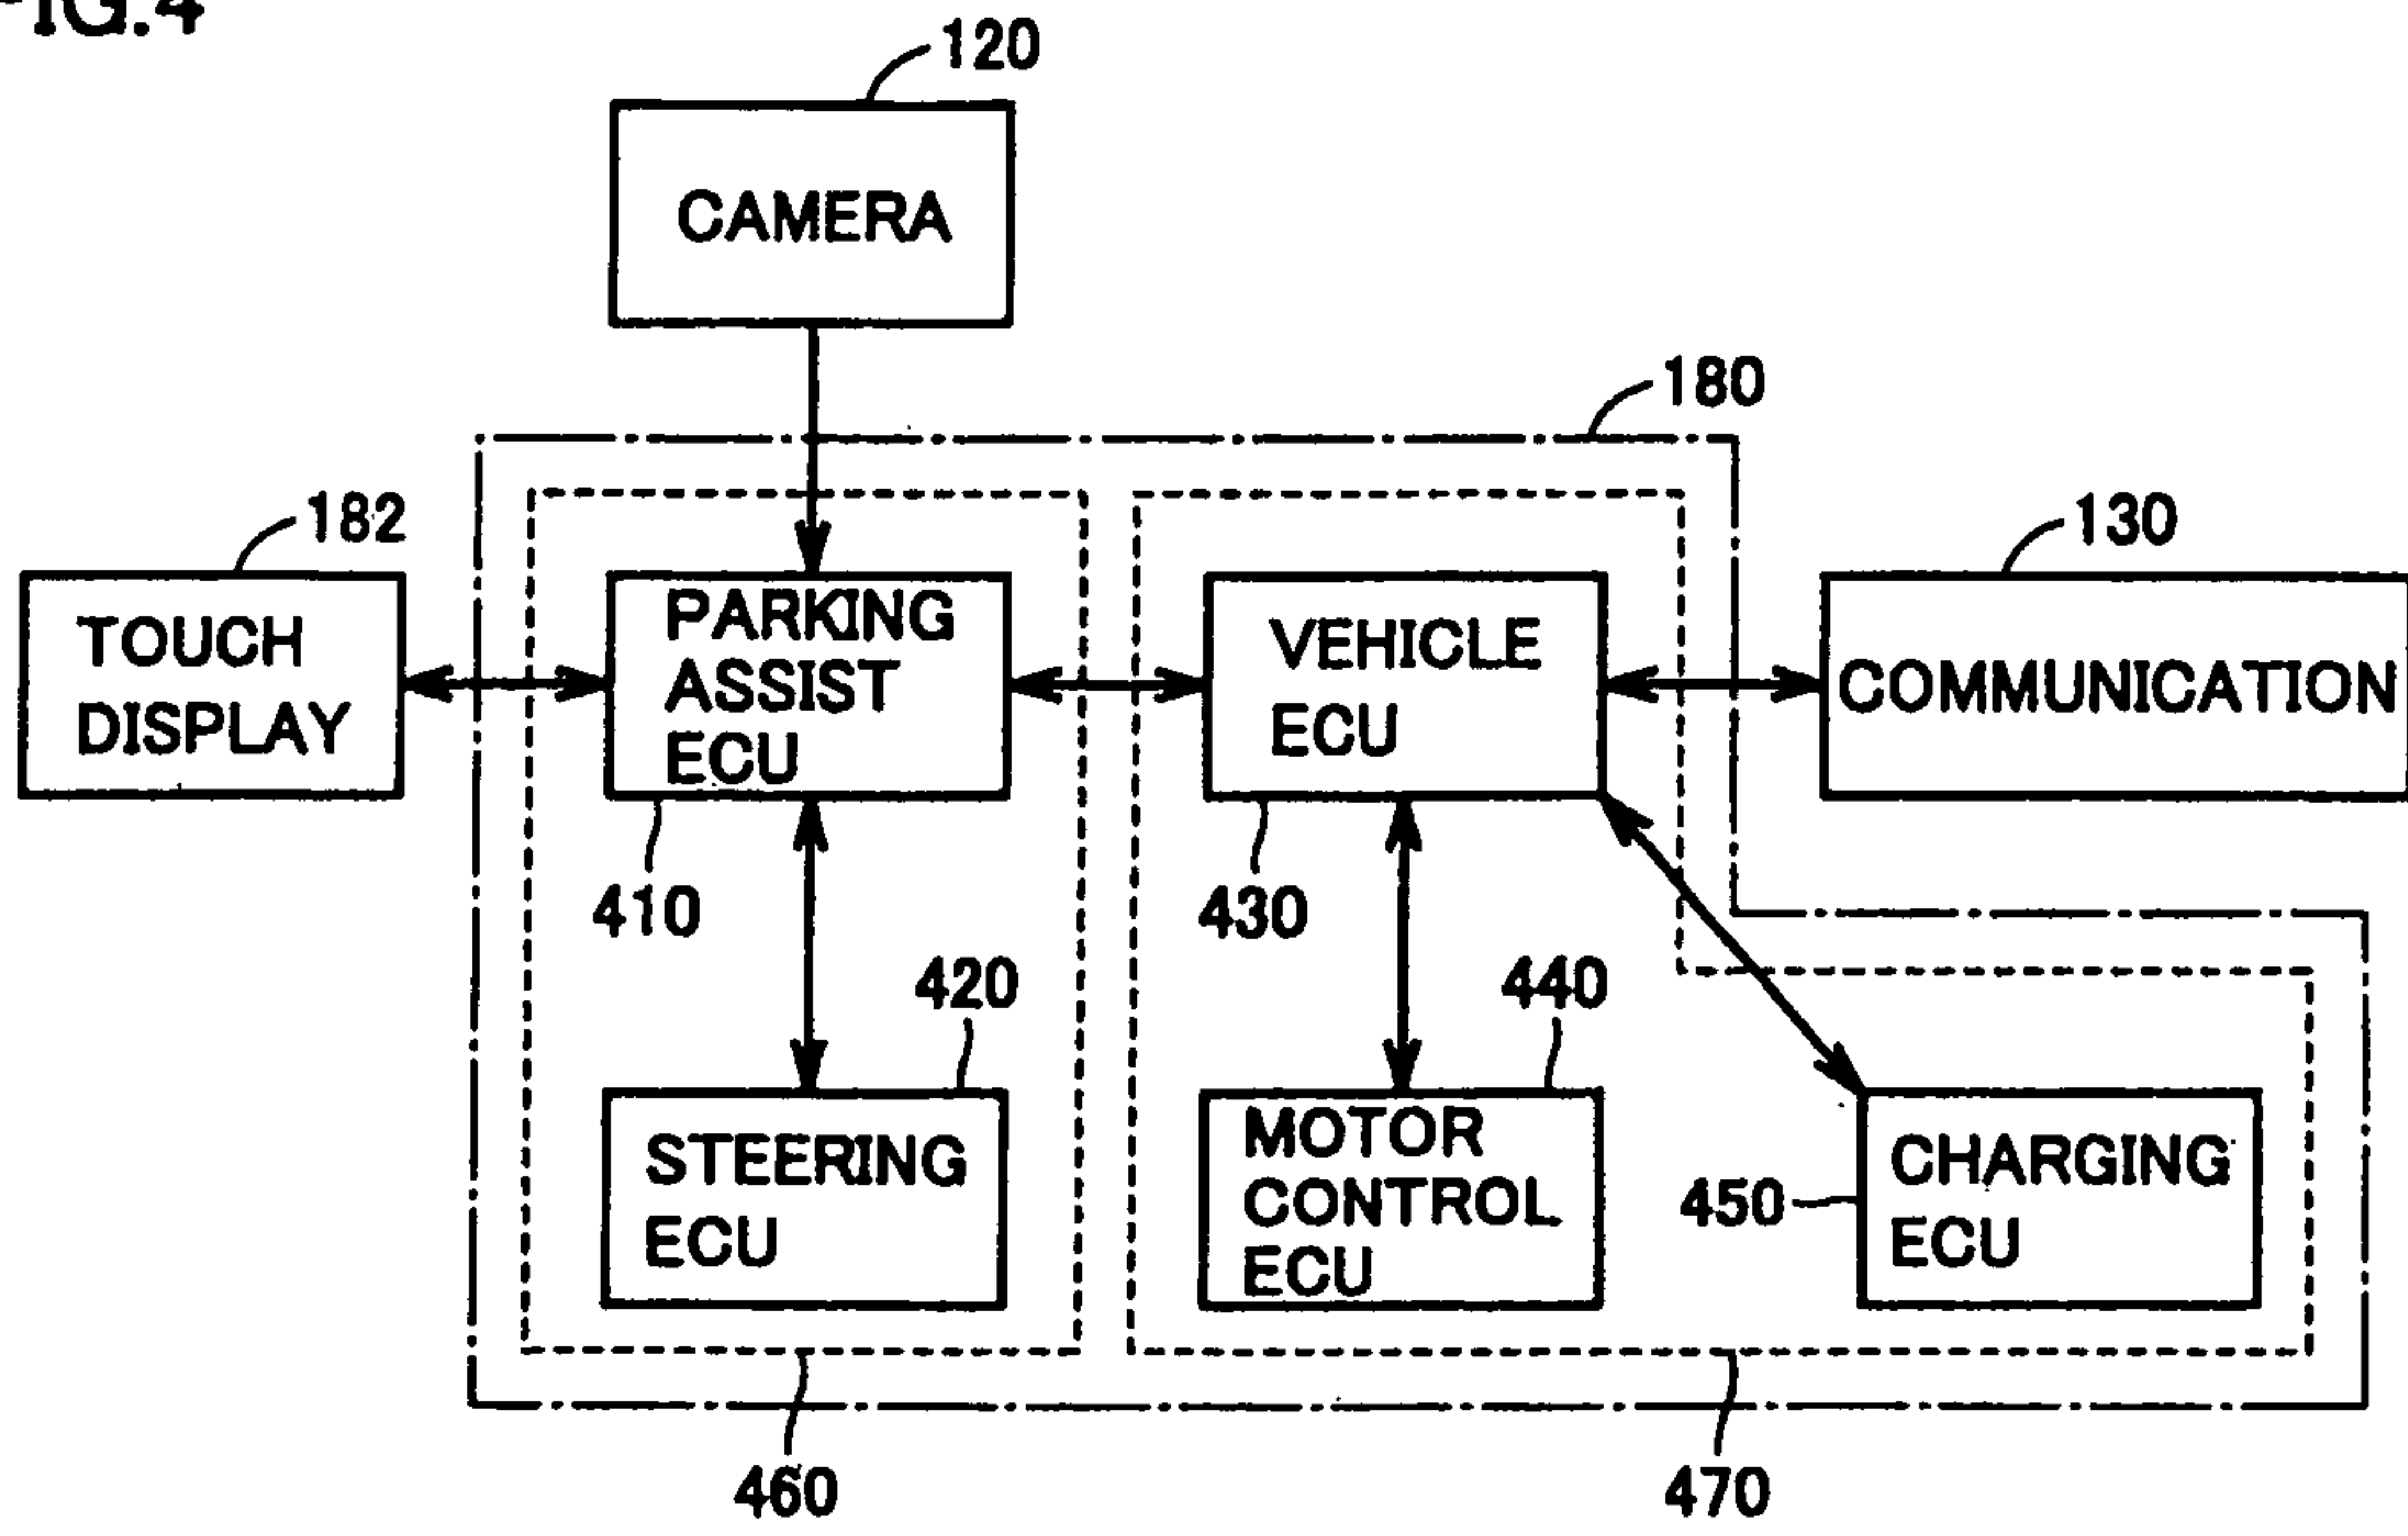 FIG.4
120
CAMERA
180
182
130
TOUCH
DISPLAY
PARKING
ASSIST
ECU
VEHICLE
ECU
COMMUNICATION
410
430
420
440
STEERING
ECU
MOTOR
CONTROL
ECU
450
CHARGING
ECU
460
470